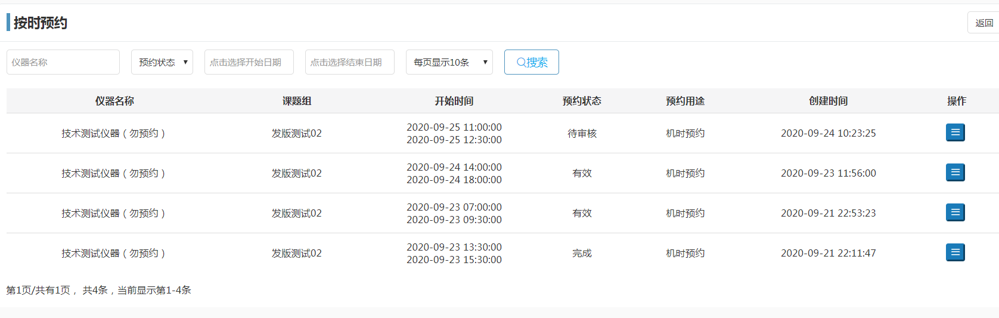 按时预约
返回
仪器名称 预约状态 点击选择开始日期 点击选择结束日期 每页显示10条 搜索
仪器名称 课题组 开始时间 预约状态 预约用途 创建时间 操作
技术测试仪器（勿预约） 发版测试02 2020-09-25 11:00:00 待审核 机时预约 2020-09-24 10:23:25
2020-09-25 12:30:00
技术测试仪器（勿预约） 发版测试02 2020-09-24 14:00:00 有效 机时预约 2020-09-23 11:56:00
2020-09-24 18:00:00
技术测试仪器（勿预约） 发版测试02 2020-09-23 07:00:00 有效 机时预约 2020-09-21 22:53:23
2020-09-23 09:30:00
技术测试仪器（勿预约） 发版测试02 2020-09-23 13:30:00 完成 机时预约 2020-09-21 22:11:47
2020-09-23 15:30:00
第1页/共有1页， 共4条，当前显示第1-4条